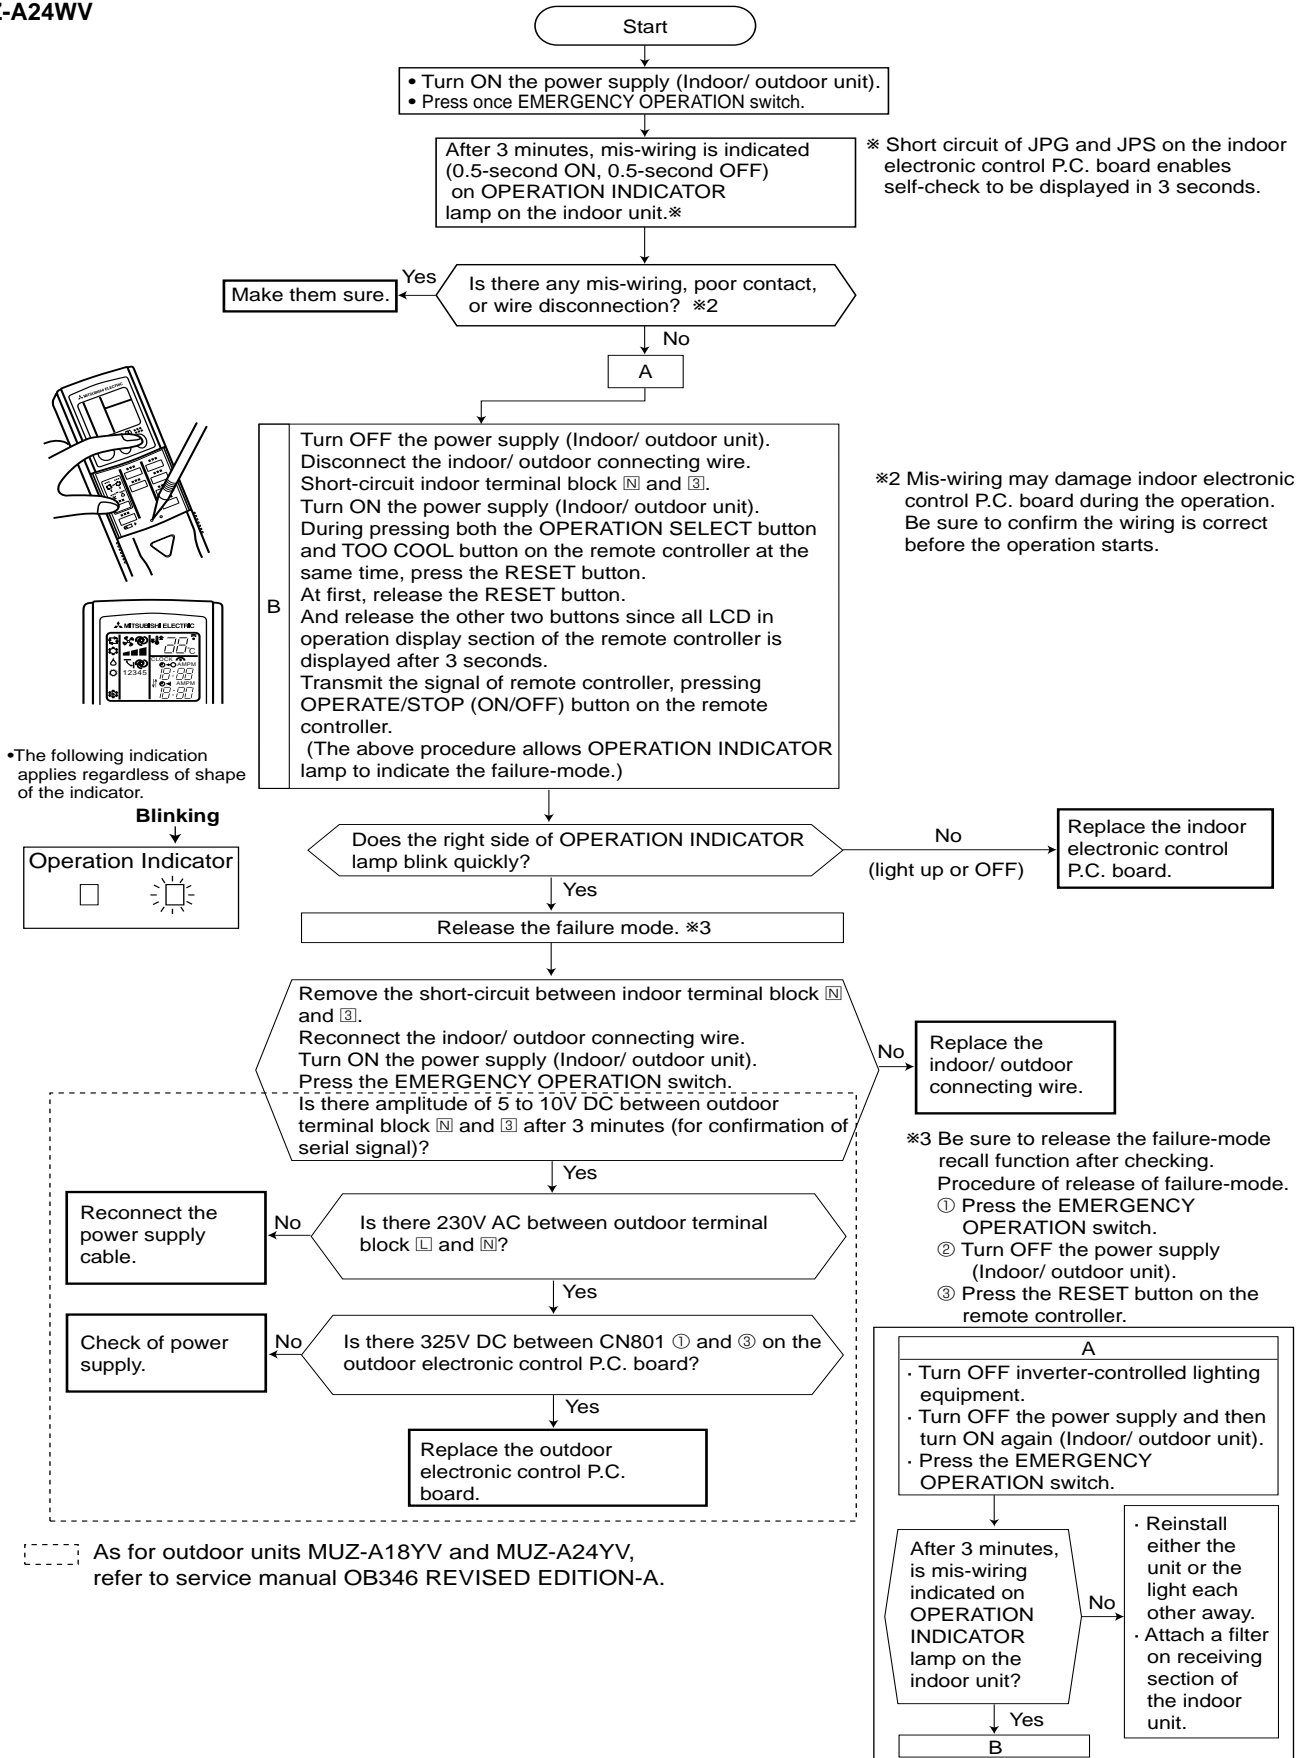 Z-A24WV
Start
• Turn ON the power supply (Indoor/ outdoor unit).
• Press once EMERGENCY OPERATION switch.
After 3 minutes, mis-wiring is indicated
(0.5-second ON, 0.5-second OFF)
on OPERATION INDICATOR
lamp on the indoor unit.※
※ Short circuit of JPG and JPS on the indoor
electronic control P.C. board enables
self-check to be displayed in 3 seconds.
Is there any mis-wiring, poor contact,
or wire disconnection? ※2
Yes
Make them sure.
No
A
B
Turn OFF the power supply (Indoor/ outdoor unit).
Disconnect the indoor/ outdoor connecting wire.
Short-circuit indoor terminal block N and 3.
Turn ON the power supply (Indoor/ outdoor unit).
During pressing both the OPERATION SELECT button
and TOO COOL button on the remote controller at the
same time, press the RESET button.
At first, release the RESET button.
And release the other two buttons since all LCD in
operation display section of the remote controller is
displayed after 3 seconds.
Transmit the signal of remote controller, pressing
OPERATE/STOP (ON/OFF) button on the remote
controller.
(The above procedure allows OPERATION INDICATOR
lamp to indicate the failure-mode.)
※2 Mis-wiring may damage indoor electronic
control P.C. board during the operation.
Be sure to confirm the wiring is correct
before the operation starts.
MITSUBISHI ELECTRIC
MITSUBISHI ELECTRIC
°C
CLOCK
AMPM
12345
AMPM
•The following indication
applies regardless of shape
of the indicator.
Blinking
Operation Indicator
Does the right side of OPERATION INDICATOR
lamp blink quickly?
No
(light up or OFF)
Replace the indoor
electronic control
P.C. board.
Yes
Release the failure mode. ※3
Remove the short-circuit between indoor terminal block N
and 3.
Reconnect the indoor/ outdoor connecting wire.
Turn ON the power supply (Indoor/ outdoor unit).
Press the EMERGENCY OPERATION switch.
Is there amplitude of 5 to 10V DC between outdoor
terminal block N and 3 after 3 minutes (for confirmation of
serial signal)?
No
Replace the
indoor/ outdoor
connecting wire.
Yes
Is there 230V AC between outdoor terminal
block L and N?
No
Reconnect the
power supply
cable.
Yes
Is there 325V DC between CN801 ① and ③ on the
outdoor electronic control P.C. board?
No
Check of power
supply.
Yes
Replace the outdoor
electronic control P.C.
board.
As for outdoor units MUZ-A18YV and MUZ-A24YV,
refer to service manual OB346 REVISED EDITION-A.
※3 Be sure to release the failure-mode
recall function after checking.
Procedure of release of failure-mode.
① Press the EMERGENCY
OPERATION switch.
② Turn OFF the power supply
(Indoor/ outdoor unit).
③ Press the RESET button on the
remote controller.
A
· Turn OFF inverter-controlled lighting
equipment.
· Turn OFF the power supply and then
turn ON again (Indoor/ outdoor unit).
· Press the EMERGENCY
OPERATION switch.
After 3 minutes,
is mis-wiring
indicated on
OPERATION
INDICATOR
lamp on the
indoor unit?
No
· Reinstall
either the
unit or the
light each
other away.
· Attach a filter
on receiving
section of
the indoor
unit.
Yes
B